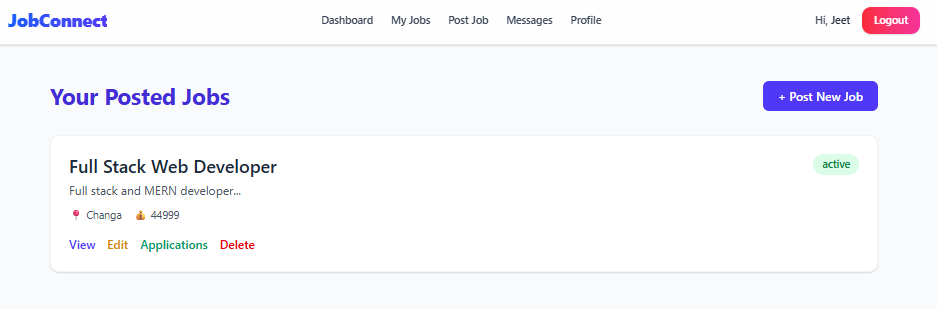 JobConnect Dashboard My Jobs Post Job Messages Profile Hi, Jeet Logout
Your Posted Jobs + Post New Job
Full Stack Web Developer active
Full stack and MERN developer...
📍 Changa 💰 44999
View Edit Applications Delete